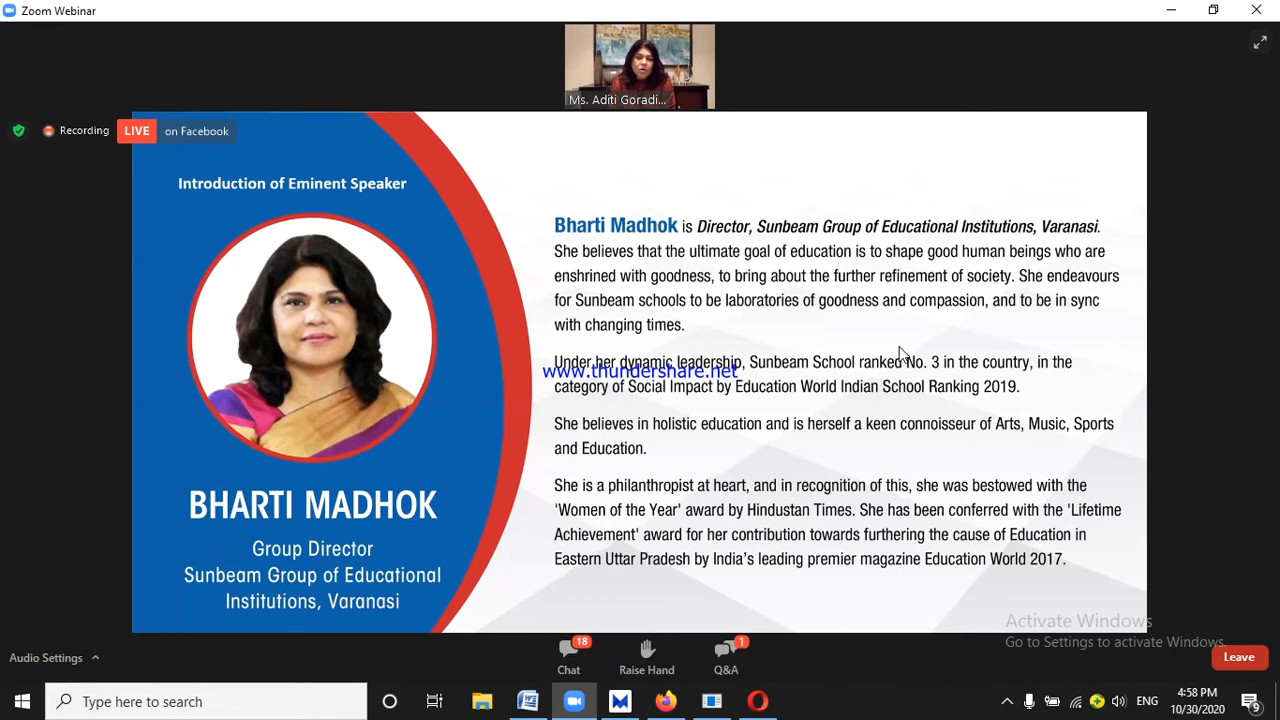 Zoom Webinar
Ms. Aditi Goradi...
Recording
LIVE on Facebook
Introduction of Eminent Speaker
BHARTI MADHOK
Group Director
Sunbeam Group of Educational
Institutions, Varanasi
Bharti Madhok is Director, Sunbeam Group of Educational Institutions, Varanasi.
She believes that the ultimate goal of education is to shape good human beings who are
enshrined with goodness, to bring about the further refinement of society. She endeavours
for Sunbeam schools to be laboratories of goodness and compassion, and to be in sync
with changing times.
Under her dynamic leadership, Sunbeam School ranked No. 3 in the country, in the
www.thundershare.net
category of Social Impact by Education World Indian School Ranking 2019.
She believes in holistic education and is herself a keen connoisseur of Arts, Music, Sports
and Education.
She is a philanthropist at heart, and in recognition of this, she was bestowed with the
'Women of the Year' award by Hindustan Times. She has been conferred with the 'Lifetime
Achievement' award for her contribution towards furthering the cause of Education in
Eastern Uttar Pradesh by India's leading premier magazine Education World 2017.
Activate Windows
Go to Settings to activate Windows.
Audio Settings
18
Chat
Raise Hand
1
Q&A
Leave
Type here to search
ENG
4:58 PM
10/30/2020
9